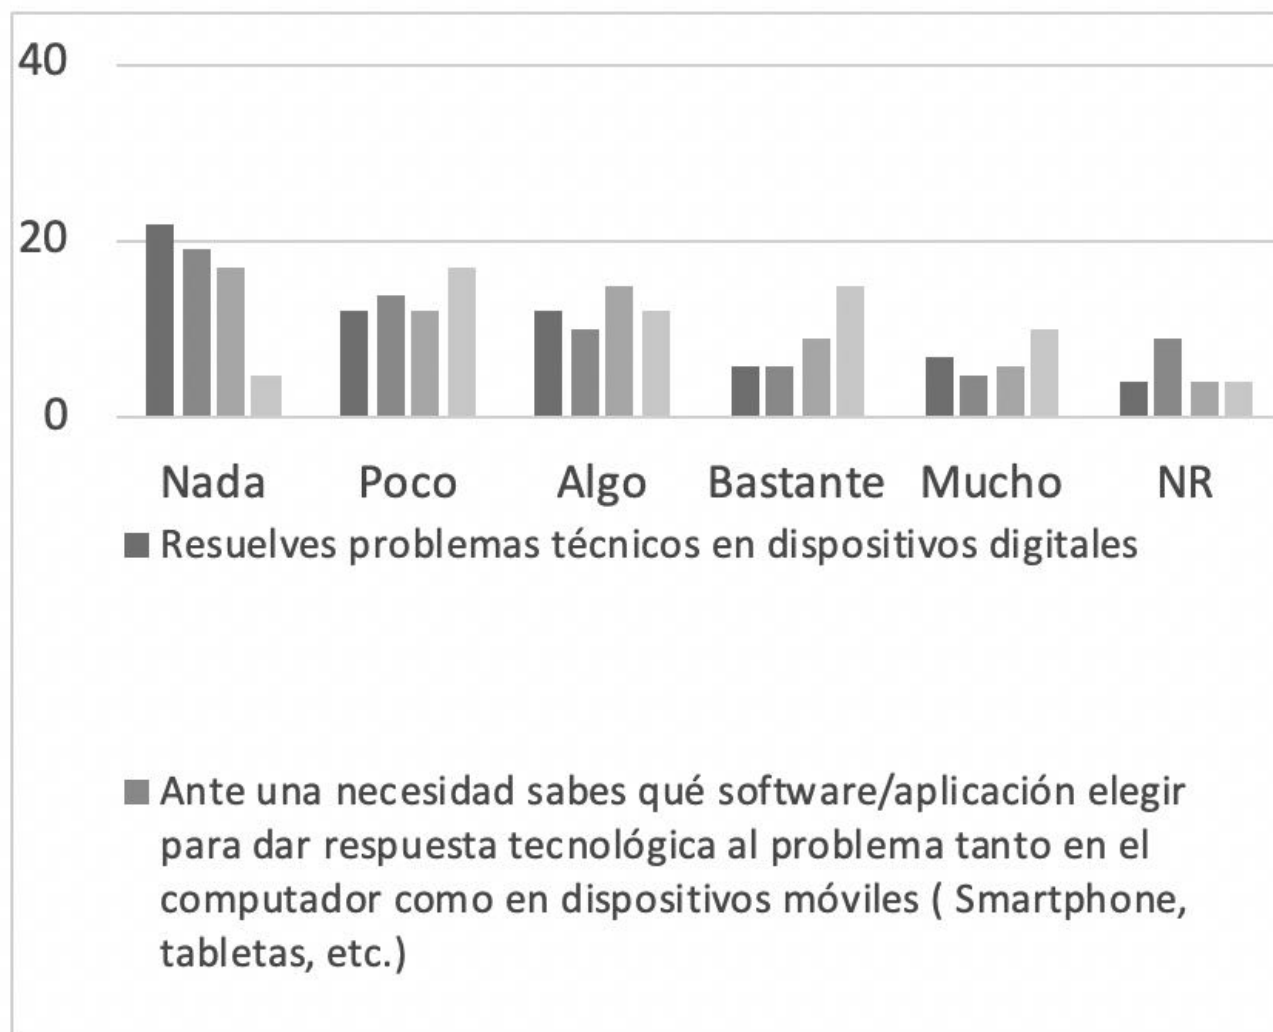 40
20
0
Nada Poco Algo Bastante Mucho NR
Resuelves problemas técnicos en dispositivos digitales
Ante una necesidad sabes qué software/aplicación elegir
para dar respuesta tecnológica al problema tanto en el
computador como en dispositivos móviles ( Smartphone,
tabletas, etc.)